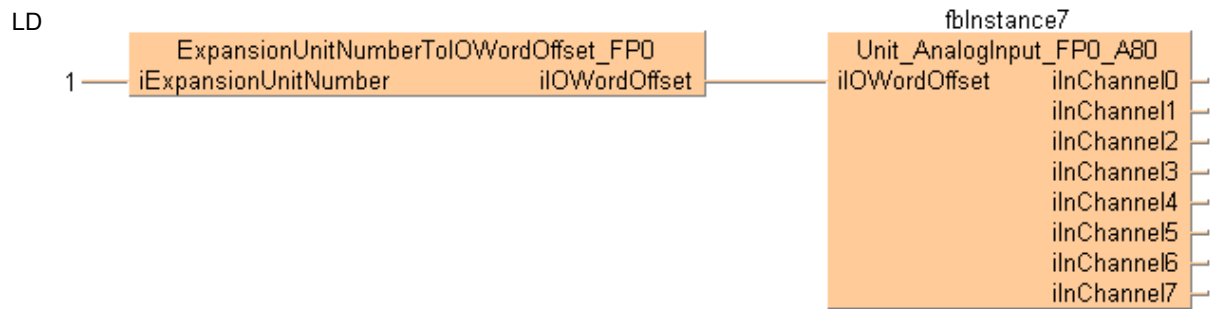 LD
fbInstance7
ExpansionUnitNumberToIOWordOffset_FP0
Unit_AnalogInput_FP0_A80
1
iExpansionUnitNumber
iIOWordOffset
iIOWordOffset
iInChannel0
iInChannel1
iInChannel2
iInChannel3
iInChannel4
iInChannel5
iInChannel6
iInChannel7